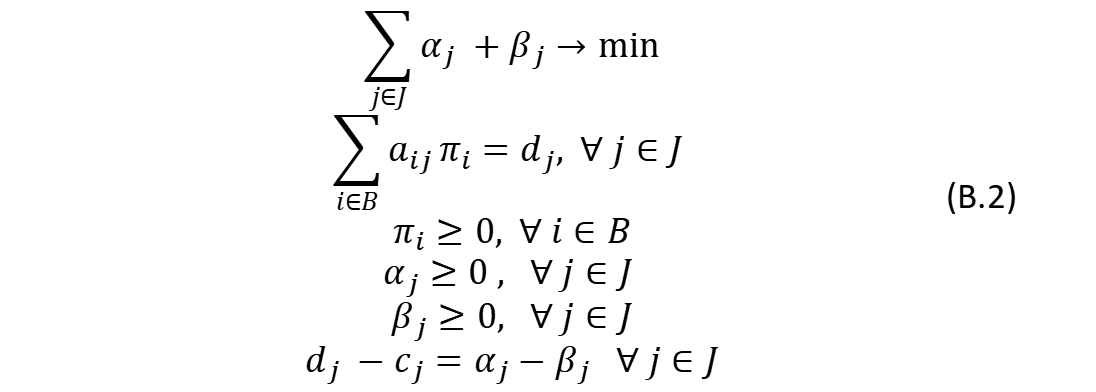 ∑_{j∈J} α_j + β_j → min
∑_{i∈B} a_{ij} π_i = d_j, ∀ j ∈ J
(B.2)
π_i ≥ 0, ∀ i ∈ B
α_j ≥ 0 , ∀ j ∈ J
β_j ≥ 0, ∀ j ∈ J
d_j − c_j = α_j − β_j ∀ j ∈ J